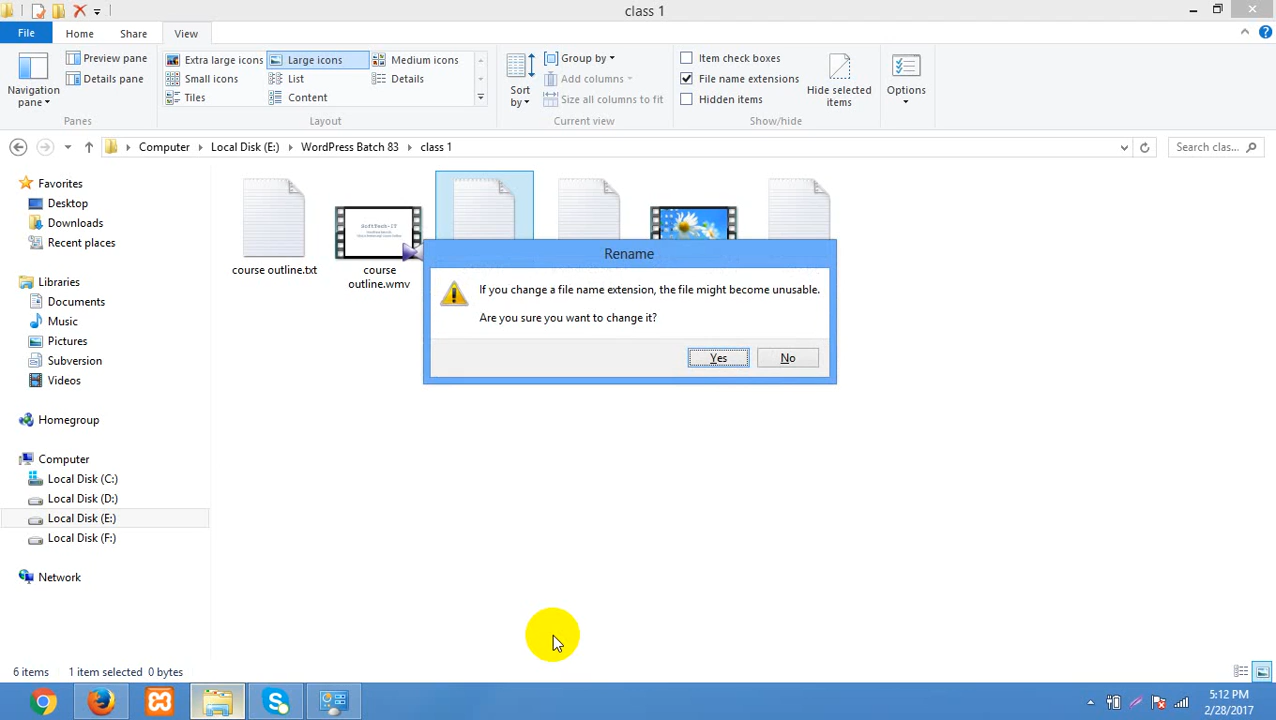 class 1
File
Home
Share
View
Navigation pane
Preview pane
Details pane
Panes
Extra large icons
Large icons
Medium icons
Small icons
List
Details
Tiles
Content
Layout
Sort by
Group by
Add columns
Size all columns to fit
Current view
Item check boxes
File name extensions
Hidden items
Hide selected items
Show/hide
Options
Computer
Local Disk (E:)
WordPress Batch 83
class 1
Search clas...
Favorites
Desktop
Downloads
Recent places
Libraries
Documents
Music
Pictures
Subversion
Videos
Homegroup
Computer
Local Disk (C:)
Local Disk (D:)
Local Disk (E:)
Local Disk (F:)
Network
course outline.txt
SoftTech-IT
course
outline.wmv
Rename
If you change a file name extension, the file might become unusable.
Are you sure you want to change it?
Yes
No
6 items
1 item selected 0 bytes
5:12 PM
2/28/2017